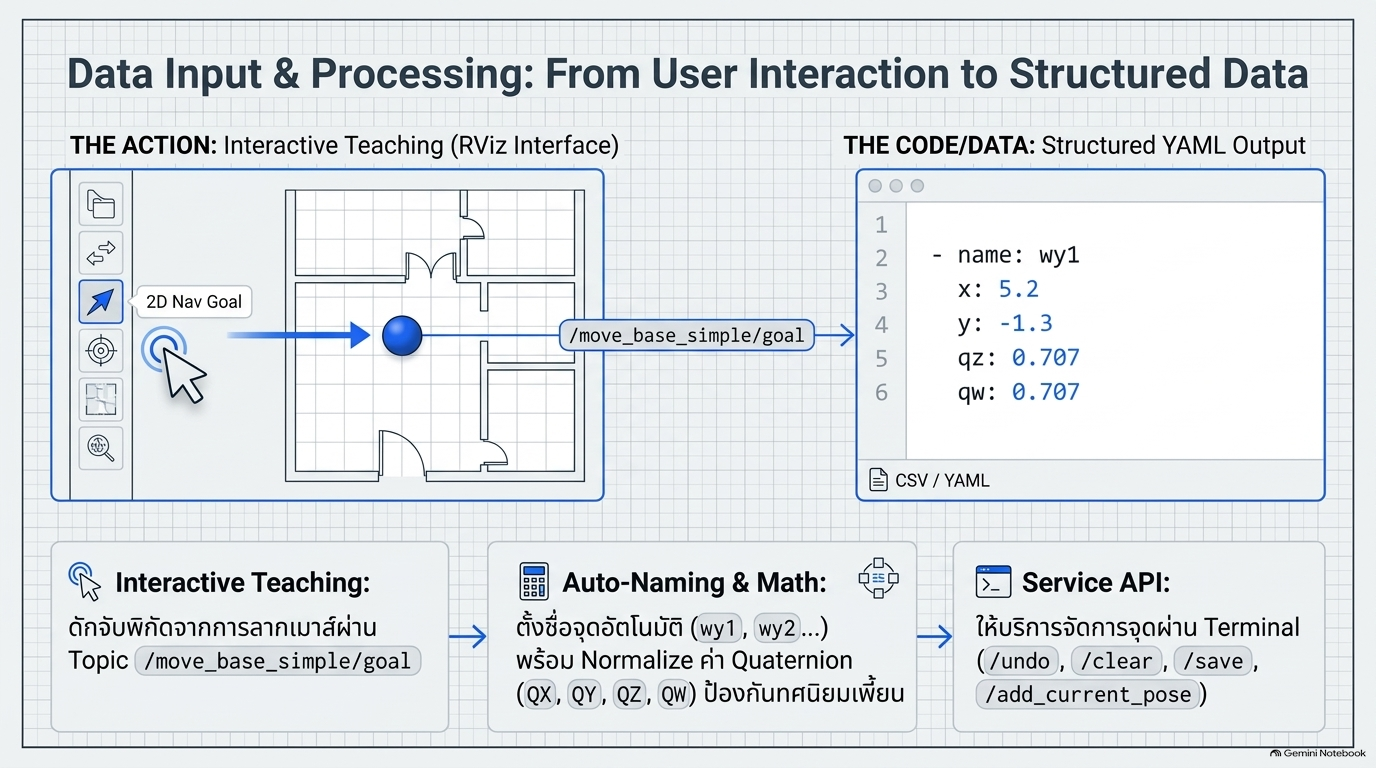 Data Input & Processing: From User Interaction to Structured Data
THE ACTION: Interactive Teaching (RViz Interface)
2D Nav Goal
/move_base_simple/goal
THE CODE/DATA: Structured YAML Output
1
2 - name: wy1
3 x: 5.2
4 y: -1.3
5 qz: 0.707
6 qw: 0.707
CSV / YAML
Interactive Teaching:
ดักจับพิกัดจากการลากเมาส์ผ่าน
Topic /move_base_simple/goal
Auto-Naming & Math:
ตั้งชื่อจุดอัตโนมัติ (wy1, wy2...)
พร้อม Normalize ค่า Quaternion
(QX, QY, QZ, QW) ป้องกันทศนิยมเพี้ยน
Service API:
ให้บริการจัดการจุดผ่าน Terminal
(/undo, /clear, /save,
/add_current_pose)
Gemini Notebook